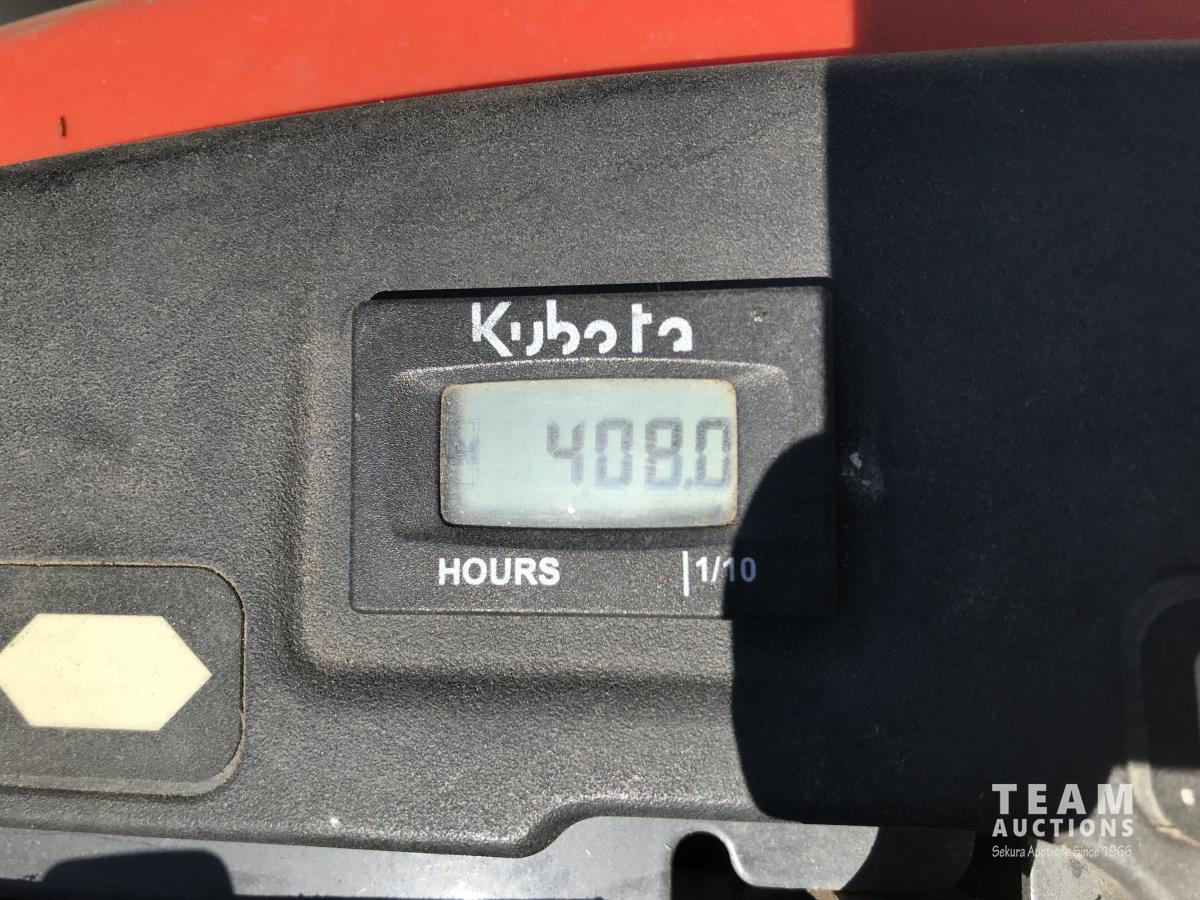 Kubota
408.0
HOURS |1/10
TEAM
AUCTIONS
Sekura Auctions Since 1966